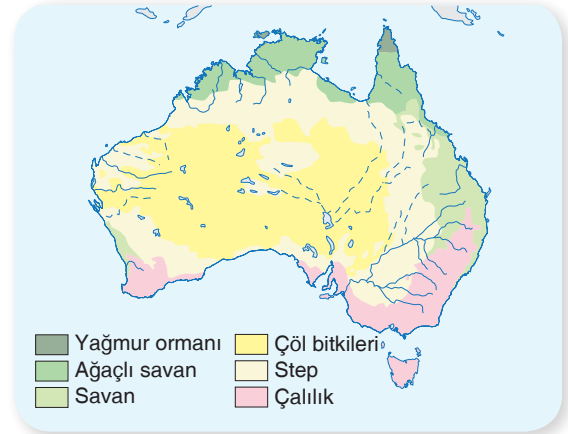 Yağmur ormanı
Ağaçlı savan
Savan
Çöl bitkileri
Step
Çalılık